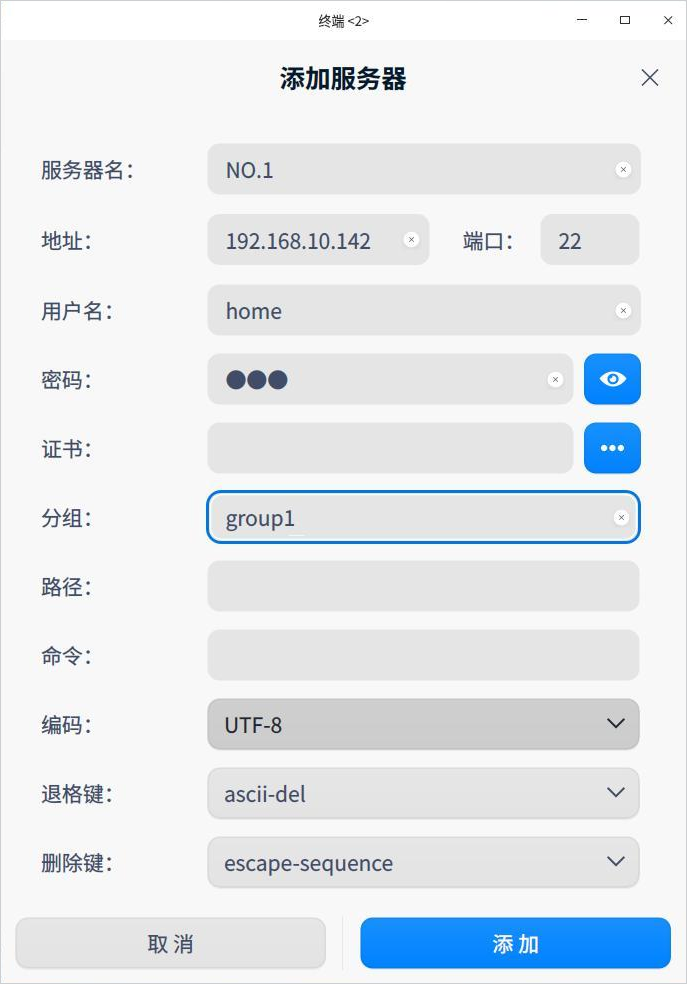 终端 <2>
添加服务器
服务器名： NO.1
地址： 192.168.10.142 端口： 22
用户名： home
密码： ●●●
证书：
分组： group1
路径：
命令：
编码： UTF-8
退格键： ascii-del
删除键： escape-sequence
取 消 添 加